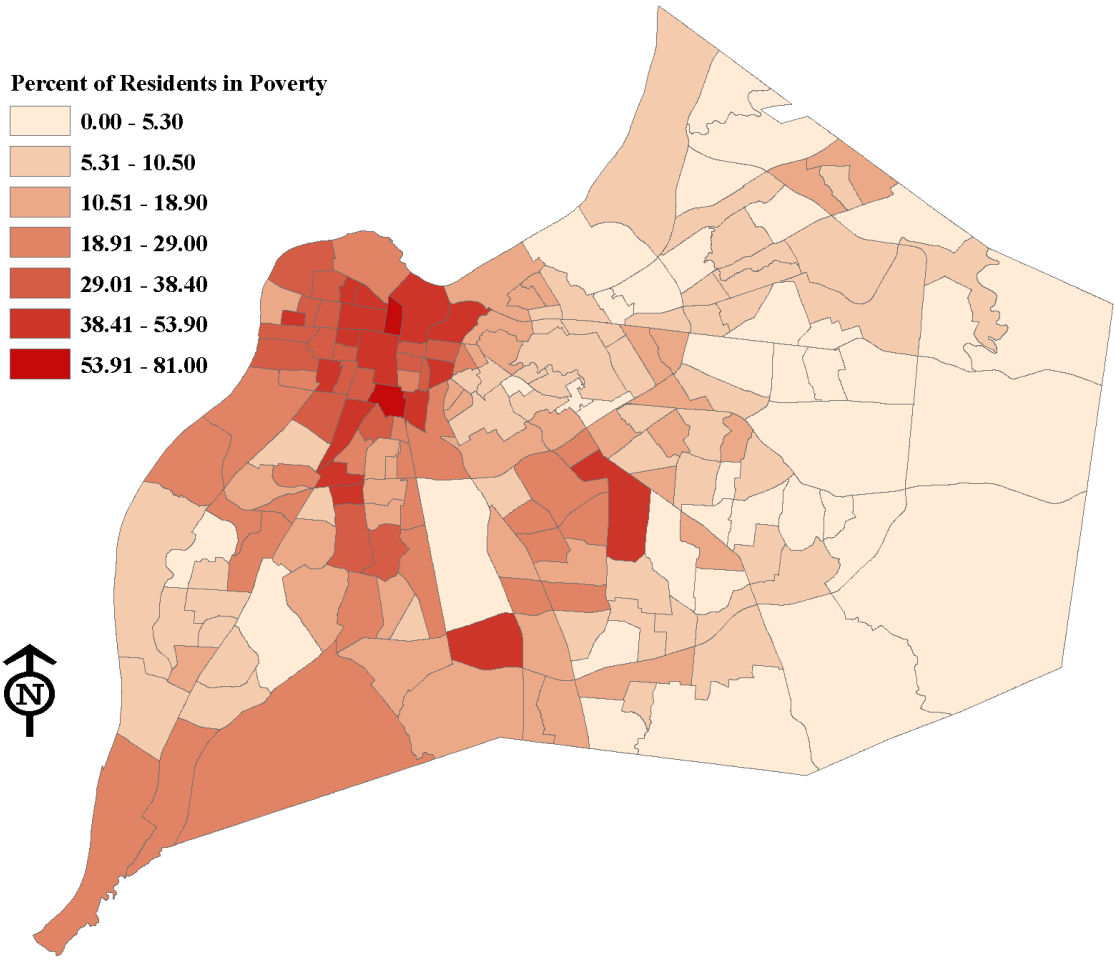 Percent of Residents in Poverty
0.00 - 5.30
5.31 - 10.50
10.51 - 18.90
18.91 - 29.00
29.01 - 38.40
38.41 - 53.90
53.91 - 81.00
N